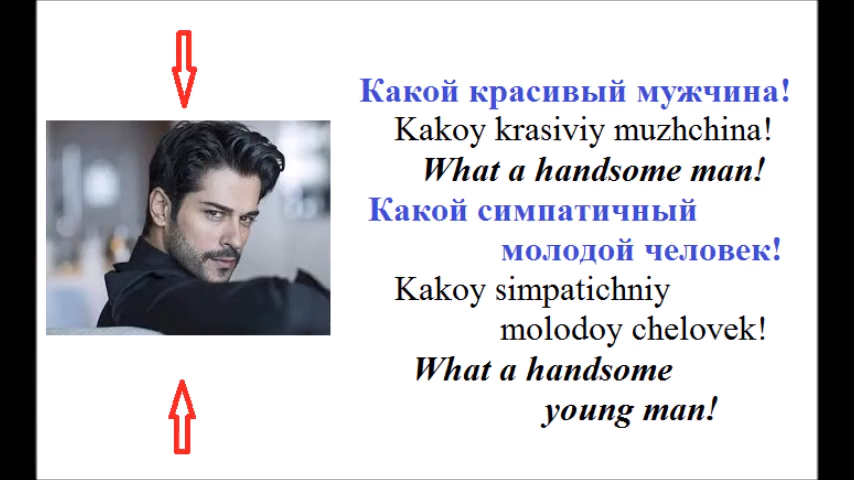 Какой красивый мужчина!
Kakoy krasiviy muzhchina!
What a handsome man!
Какой симпатичный
молодой человек!
Kakoy simpatichniy
molodoy chelovek!
What a handsome
young man!